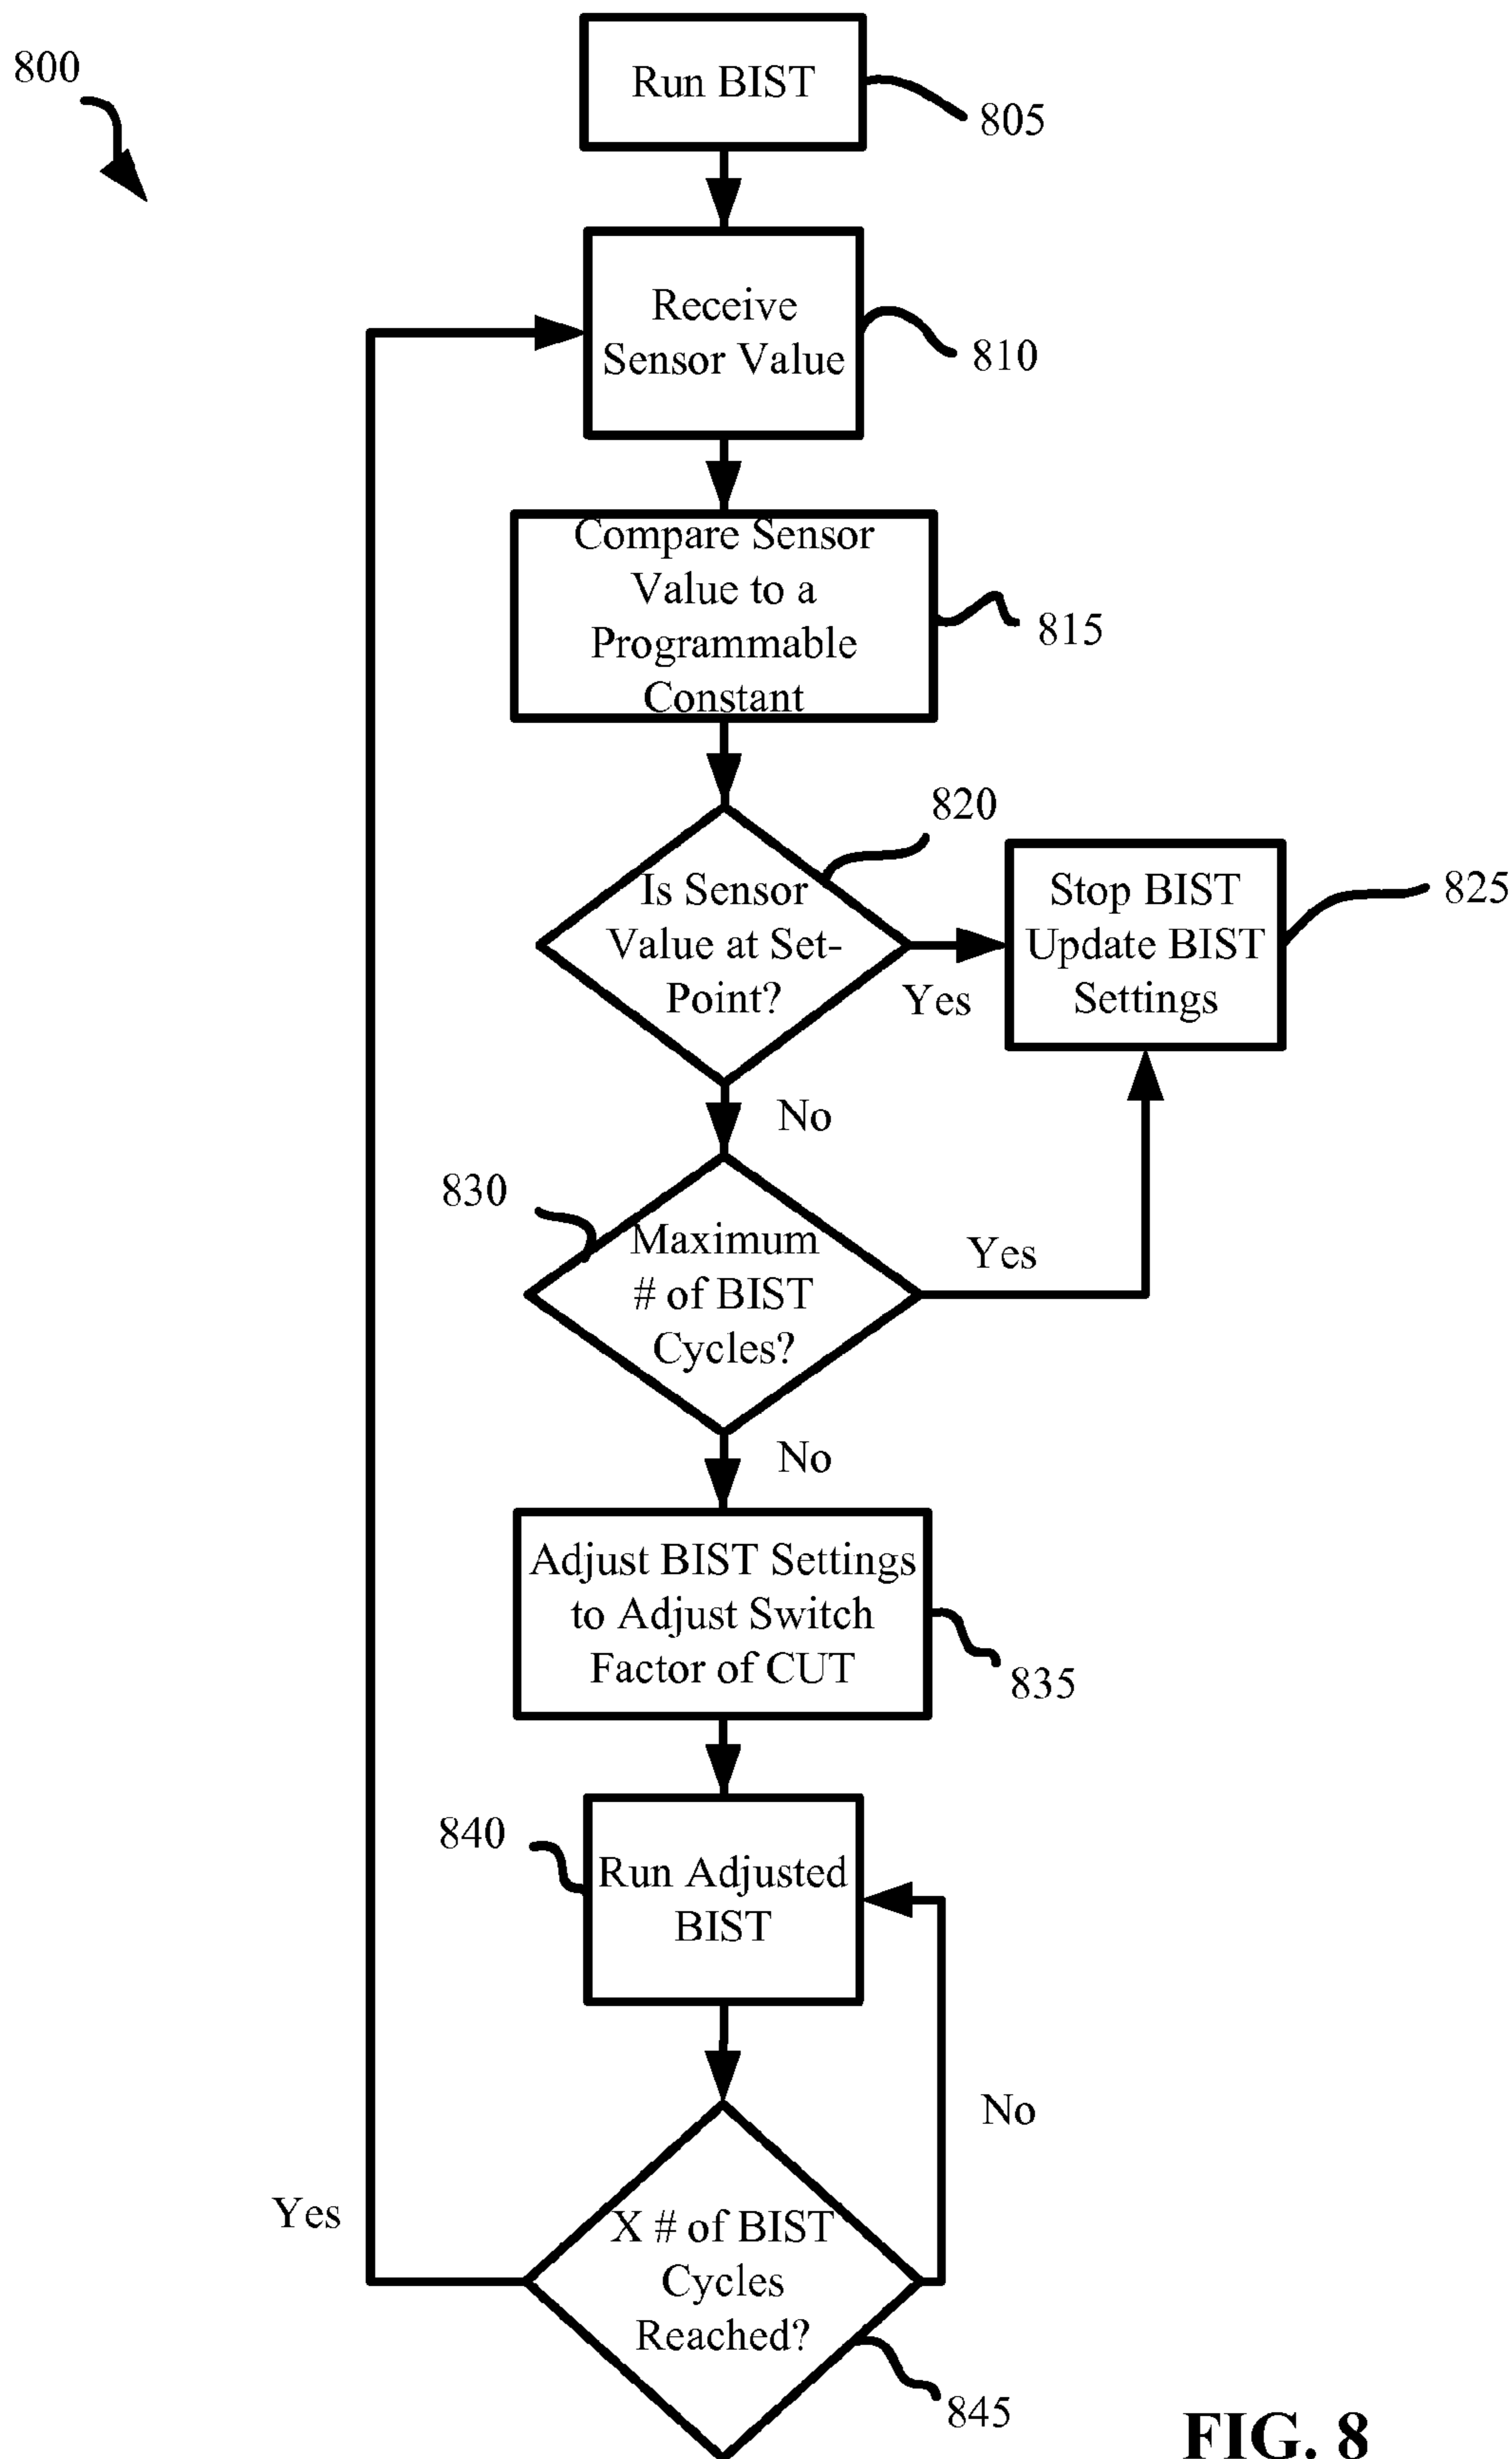 800
Run BIST
805
Receive
Sensor Value
810
Compare Sensor
Value to a
Programmable
Constant
815
820
Is Sensor
Value at Set-
Point?
Yes
Stop BIST
Update BIST
Settings
825
No
830
Maximum
# of BIST
Cycles?
Yes
No
Adjust BIST Settings
to Adjust Switch
Factor of CUT
835
840
Run Adjusted
BIST
No
Yes
X # of BIST
Cycles
Reached?
845
FIG. 8